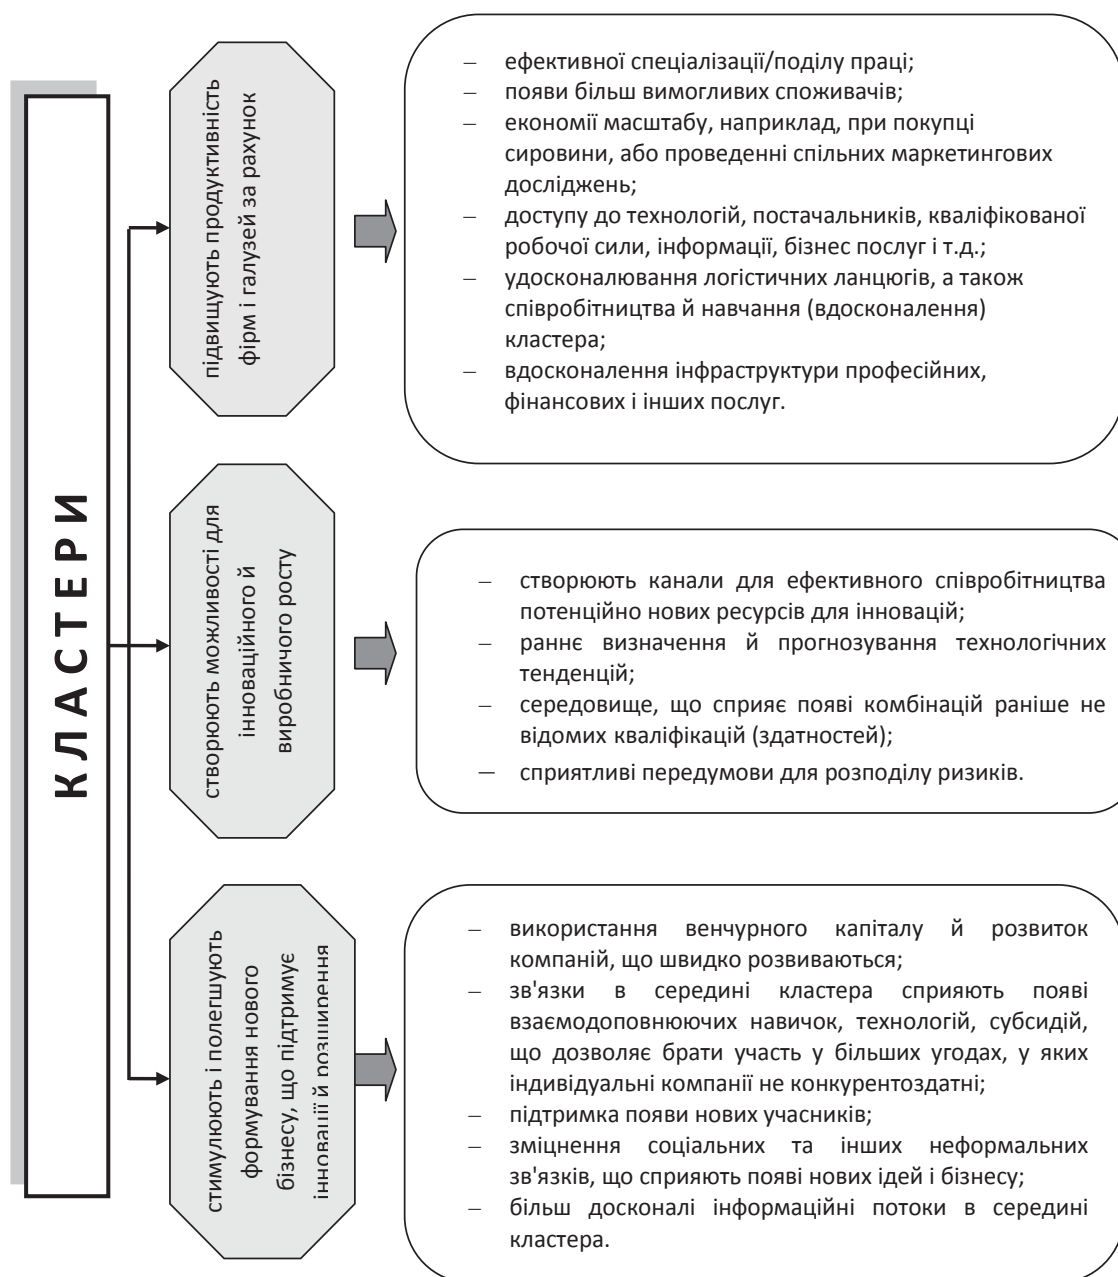 КЛАСТЕРИ
підвищують продуктивність
фірм і галузей за рахунок
– ефективної спеціалізації/поділу праці;
– появи більш вимогливих споживачів;
– економії масштабу, наприклад, при покупці
сировини, або проведенні спільних маркетингових
досліджень;
– доступу до технологій, постачальників, кваліфікованої
робочої сили, інформації, бізнес послуг і т.д.;
– удосконалювання логістичних ланцюгів, а також
співробітництва й навчання (вдосконалення)
кластера;
– вдосконалення інфраструктури професійних,
фінансових і інших послуг.
створюють можливості для
інноваційного й
виробничого росту
– створюють канали для ефективного співробітництва
потенційно нових ресурсів для інновацій;
– раннє визначення й прогнозування технологічних
тенденцій;
– середовище, що сприяє появі комбінацій раніше не
відомих кваліфікацій (здатностей);
– сприятливі передумови для розподілу ризиків.
стимулюють і полегшують
формування нового
бізнесу, що підтримує
інновації й розширення
– використання венчурного капіталу й розвиток
компаній, що швидко розвиваються;
– зв'язки в середині кластера сприяють появі
взаємодоповнюючих навичок, технологій, субсидій,
що дозволяє брати участь у більших угодах, у яких
індивідуальні компанії не конкурентоздатні;
– підтримка появи нових учасників;
– зміцнення соціальних та інших неформальних
зв'язків, що сприяють появі нових ідей і бізнесу;
– більш досконалі інформаційні потоки в середині
кластера.